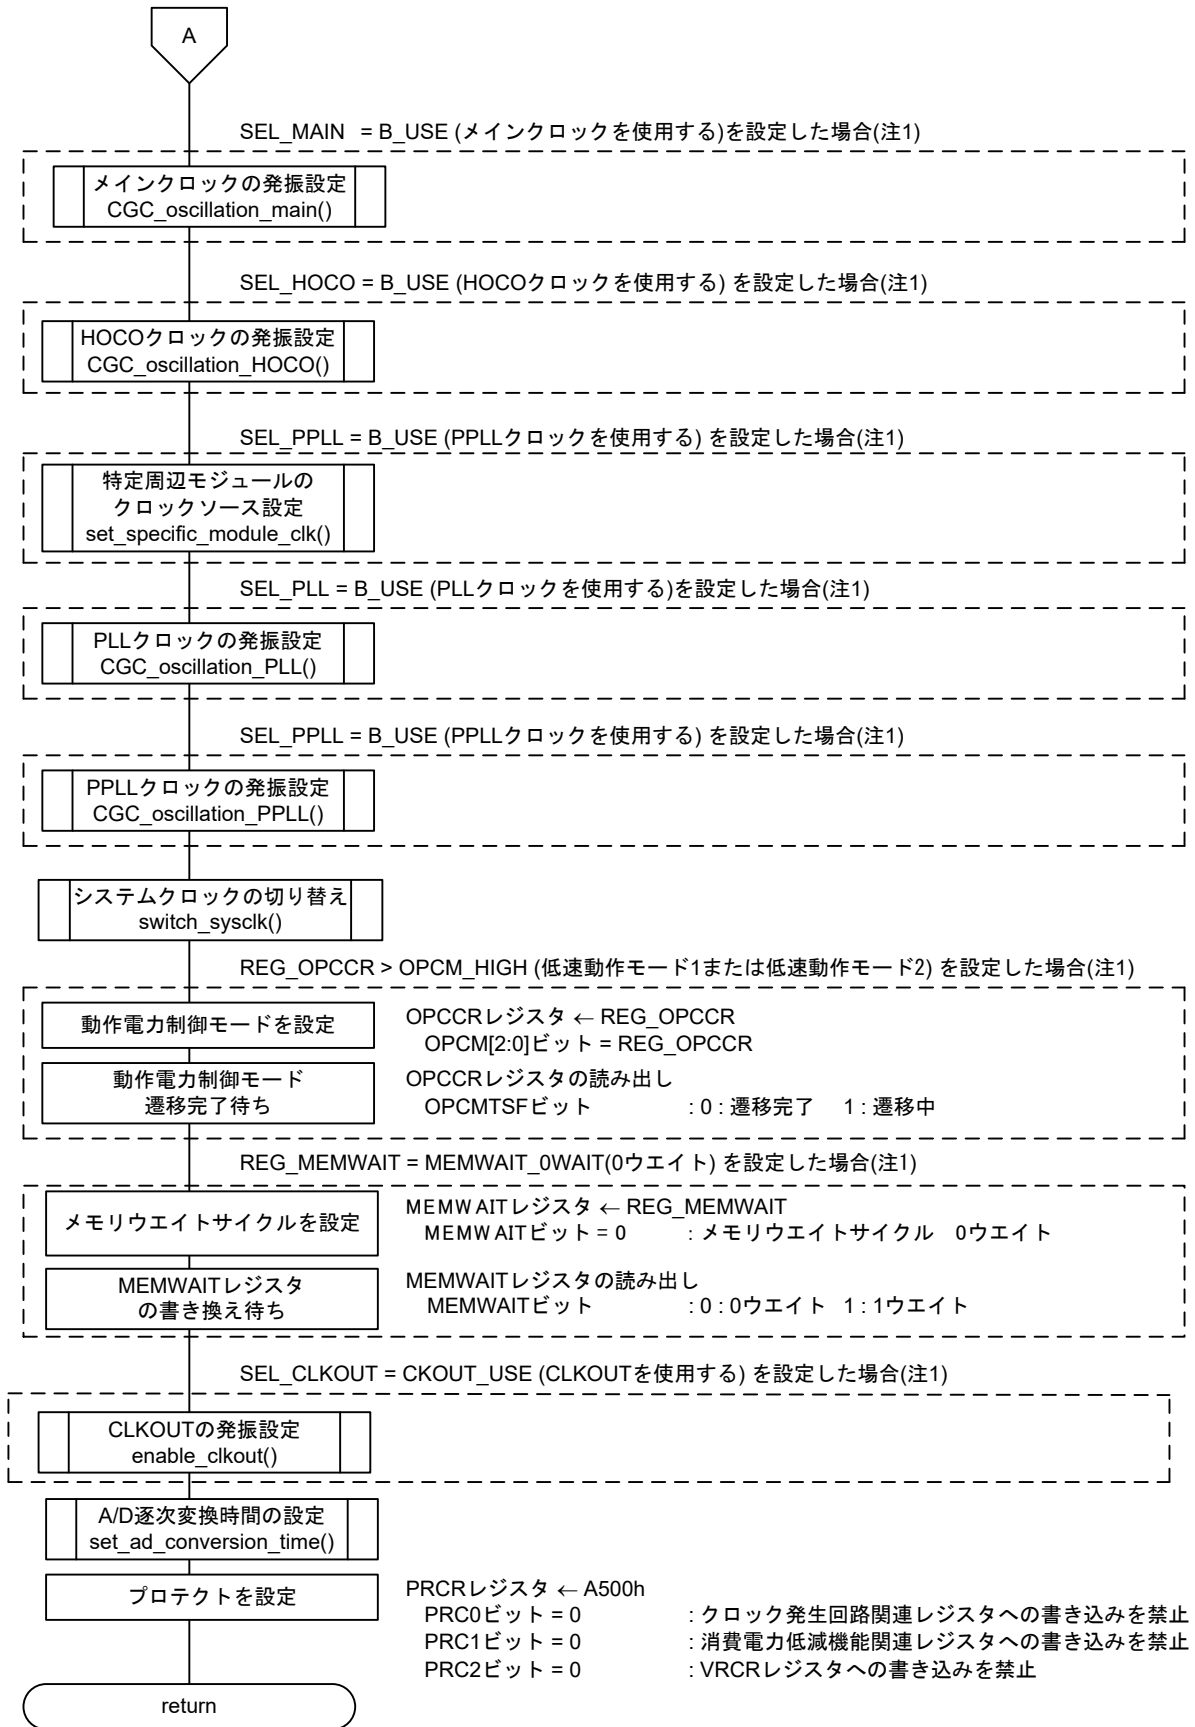 A
SEL_MAIN = B_USE (メインクロックを使用する)を設定した場合(注1)
メインクロックの発振設定
CGC_oscillation_main()
SEL_HOCO = B_USE (HOCOクロックを使用する) を設定した場合(注1)
HOCOクロックの発振設定
CGC_oscillation_HOCO()
SEL_PPLL = B_USE (PPLLクロックを使用する) を設定した場合(注1)
特定周辺モジュールの
クロックソース設定
set_specific_module_clk()
SEL_PLL = B_USE (PLLクロックを使用する)を設定した場合(注1)
PLLクロックの発振設定
CGC_oscillation_PLL()
SEL_PPLL = B_USE (PPLLクロックを使用する) を設定した場合(注1)
PPLLクロックの発振設定
CGC_oscillation_PPLL()
システムクロックの切り替え
switch_sysclk()
REG_OPCCR > OPCM_HIGH (低速動作モード1または低速動作モード2) を設定した場合(注1)
動作電力制御モードを設定
OPCCRレジスタ ← REG_OPCCR
OPCM[2:0]ビット = REG_OPCCR
動作電力制御モード
遷移完了待ち
OPCCRレジスタの読み出し
OPCMTSFビット : 0 : 遷移完了 1 : 遷移中
REG_MEMWAIT = MEMWAIT_0WAIT(0ウエイト) を設定した場合(注1)
メモリウエイトサイクルを設定
MEMWAITレジスタ ← REG_MEMWAIT
MEMWAITビット = 0 : メモリウエイトサイクル 0ウエイト
MEMWAITレジスタ
の書き換え待ち
MEMWAITレジスタの読み出し
MEMWAITビット : 0 : 0ウエイト 1 : 1ウエイト
SEL_CLKOUT = CKOUT_USE (CLKOUTを使用する) を設定した場合(注1)
CLKOUTの発振設定
enable_clkout()
A/D逐次変換時間の設定
set_ad_conversion_time()
プロテクトを設定
PRCRレジスタ ← A500h
PRC0ビット = 0 : クロック発生回路関連レジスタへの書き込みを禁止
PRC1ビット = 0 : 消費電力低減機能関連レジスタへの書き込みを禁止
PRC2ビット = 0 : VRCRレジスタへの書き込みを禁止
return